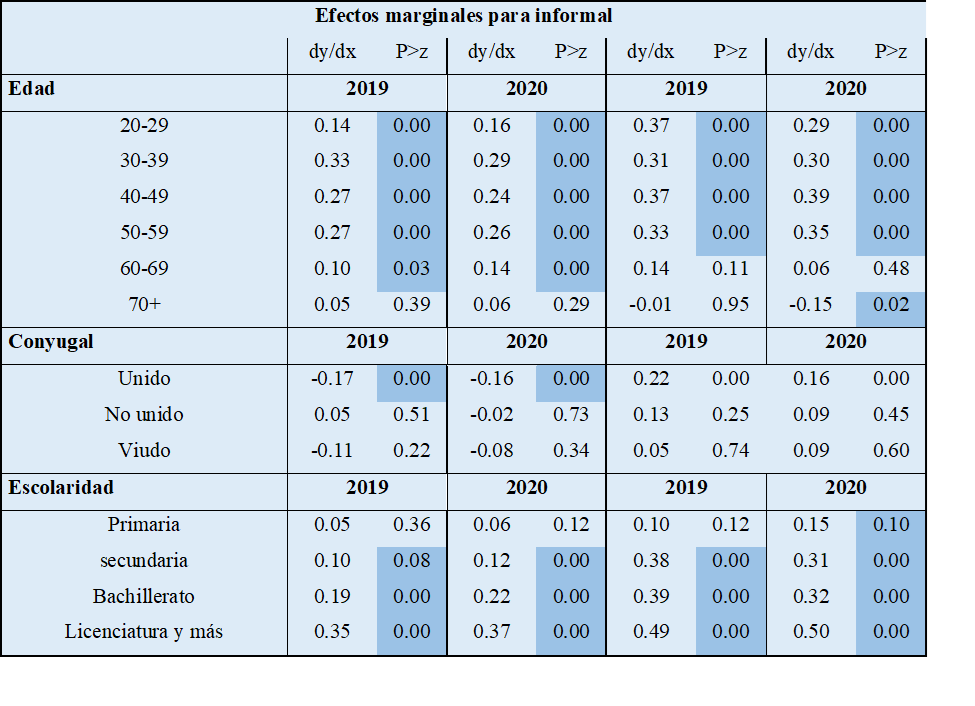 Efectos marginales para informal
dy/dx P>z dy/dx P>z dy/dx P>z dy/dx P>z
Edad 2019 2020 2019 2020
20-29 0.14 0.00 0.16 0.00 0.37 0.00 0.29 0.00
30-39 0.33 0.00 0.29 0.00 0.31 0.00 0.30 0.00
40-49 0.27 0.00 0.24 0.00 0.37 0.00 0.39 0.00
50-59 0.27 0.00 0.26 0.00 0.33 0.00 0.35 0.00
60-69 0.10 0.03 0.14 0.00 0.14 0.11 0.06 0.48
70+ 0.05 0.39 0.06 0.29 -0.01 0.95 -0.15 0.02
Conyugal 2019 2020 2019 2020
Unido -0.17 0.00 -0.16 0.00 0.22 0.00 0.16 0.00
No unido 0.05 0.51 -0.02 0.73 0.13 0.25 0.09 0.45
Viudo -0.11 0.22 -0.08 0.34 0.05 0.74 0.09 0.60
Escolaridad 2019 2020 2019 2020
Primaria 0.05 0.36 0.06 0.12 0.10 0.12 0.15 0.10
secundaria 0.10 0.08 0.12 0.00 0.38 0.00 0.31 0.00
Bachillerato 0.19 0.00 0.22 0.00 0.39 0.00 0.32 0.00
Licenciatura y más 0.35 0.00 0.37 0.00 0.49 0.00 0.50 0.00